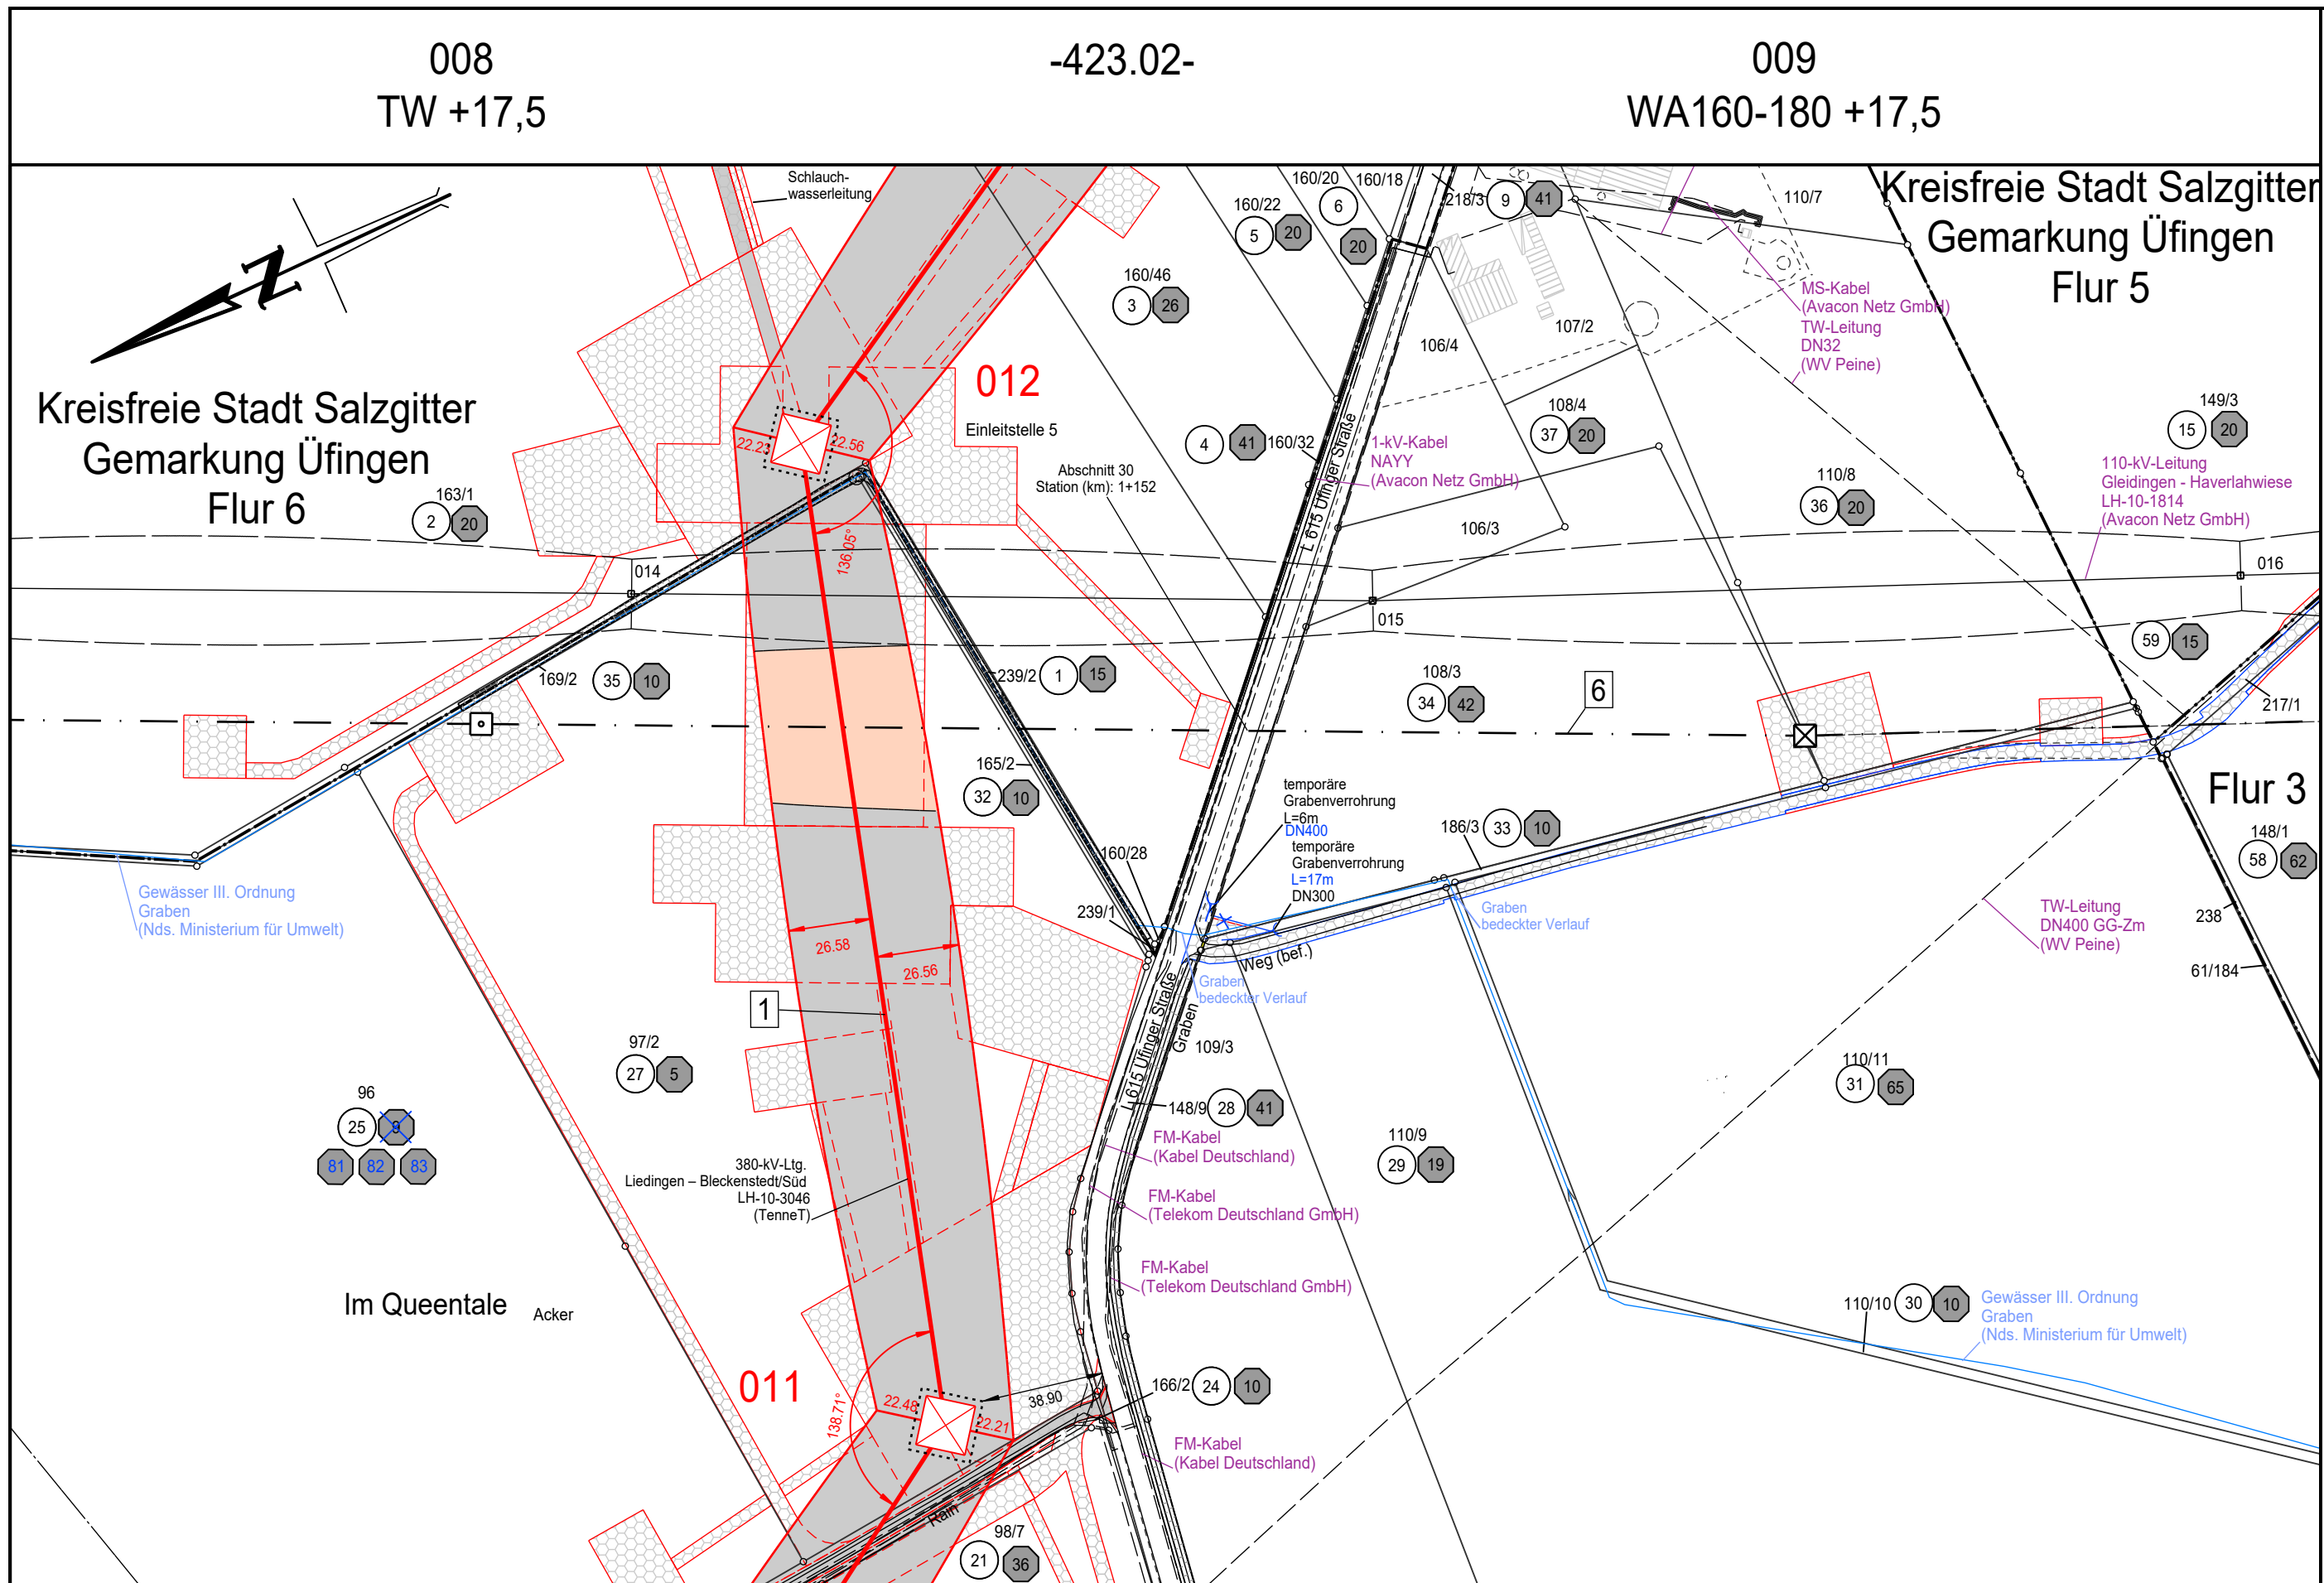 008
TW +17,5
-423.02-
009
WA160-180 +17,5
Kreisfreie Stadt Salzgitter
Gemarkung Üfingen
Flur 5
Kreisfreie Stadt Salzgitter
Gemarkung Üfingen
Flur 6
N
Schlauch-
wasserleitung
160/20
160/18
6
20
160/22
5
20
218/3
9
41
110/7
160/46
3
26
MS-Kabel
(Avacon Netz GmbH)
TW-Leitung
DN32
(WV Peine)
107/2
106/4
012
Einleitstelle 5
22.23
22.56
136.05°
108/4
37
20
149/3
15
20
4
41
160/32
1-kV-Kabel
NAYY
(Avacon Netz GmbH)
L 615 Üfinger Straße
Abschnitt 30
Station (km): 1+152
110-kV-Leitung
Gleidingen - Haverlahwiese
LH-10-1814
(Avacon Netz GmbH)
163/1
2
20
110/8
36
20
106/3
014
015
016
169/2
35
10
239/2
1
15
108/3
34
42
6
59
15
217/1
165/2
32
10
Flur 3
148/1
58
62
temporäre
Grabenverrohrung
L=6m
DN400
temporäre
Grabenverrohrung
L=17m
DN300
186/3
33
10
160/28
239/1
Gewässer III. Ordnung
Graben
(Nds. Ministerium für Umwelt)
Graben
bedeckter Verlauf
TW-Leitung
DN400 GG-Zm
(WV Peine)
238
61/184
26.58
26.56
Weg (bef.)
Graben
bedeckter Verlauf
1
L 615 Üfinger Straße
Graben
109/3
97/2
27
5
110/11
31
65
96
25
9
81
82
83
148/9
28
41
FM-Kabel
(Kabel Deutschland)
110/9
29
19
380-kV-Ltg.
Liedingen – Bleckenstedt/Süd
LH-10-3046
(TenneT)
FM-Kabel
(Telekom Deutschland GmbH)
FM-Kabel
(Telekom Deutschland GmbH)
Im Queentale
Acker
110/10
30
10
Gewässer III. Ordnung
Graben
(Nds. Ministerium für Umwelt)
011
138.71°
22.48
22.21
38.90
166/2
24
10
FM-Kabel
(Kabel Deutschland)
Rain
98/7
21
36